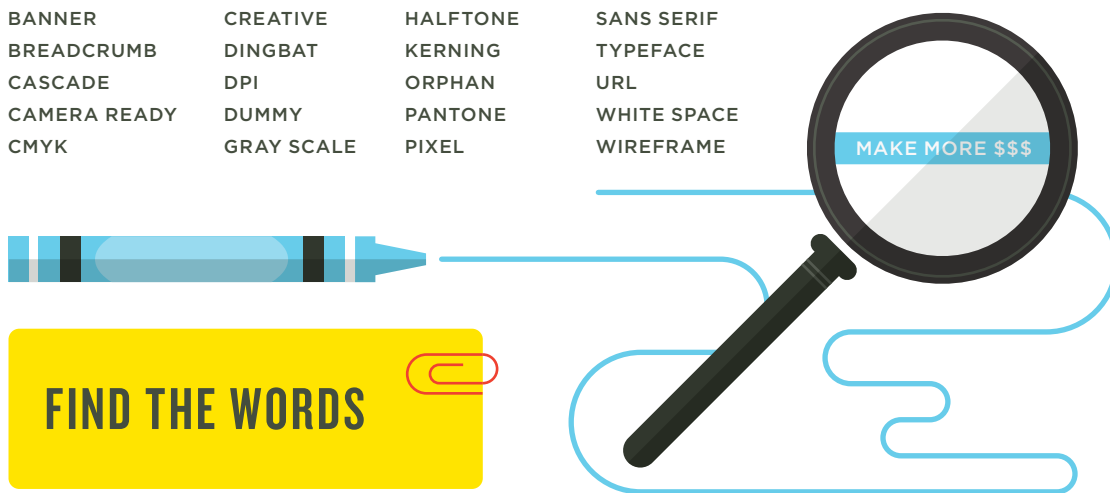 BANNER
BREADCRUMB
CASCADE
CAMERA READY
CMYK
CREATIVE
DINGBAT
DPI
DUMMY
GRAY SCALE
HALFTONE
KERNING
ORPHAN
PANTONE
PIXEL
SANS SERIF
TYPEFACE
URL
WHITE SPACE
WIREFRAME
MAKE MORE $$$
FIND THE WORDS